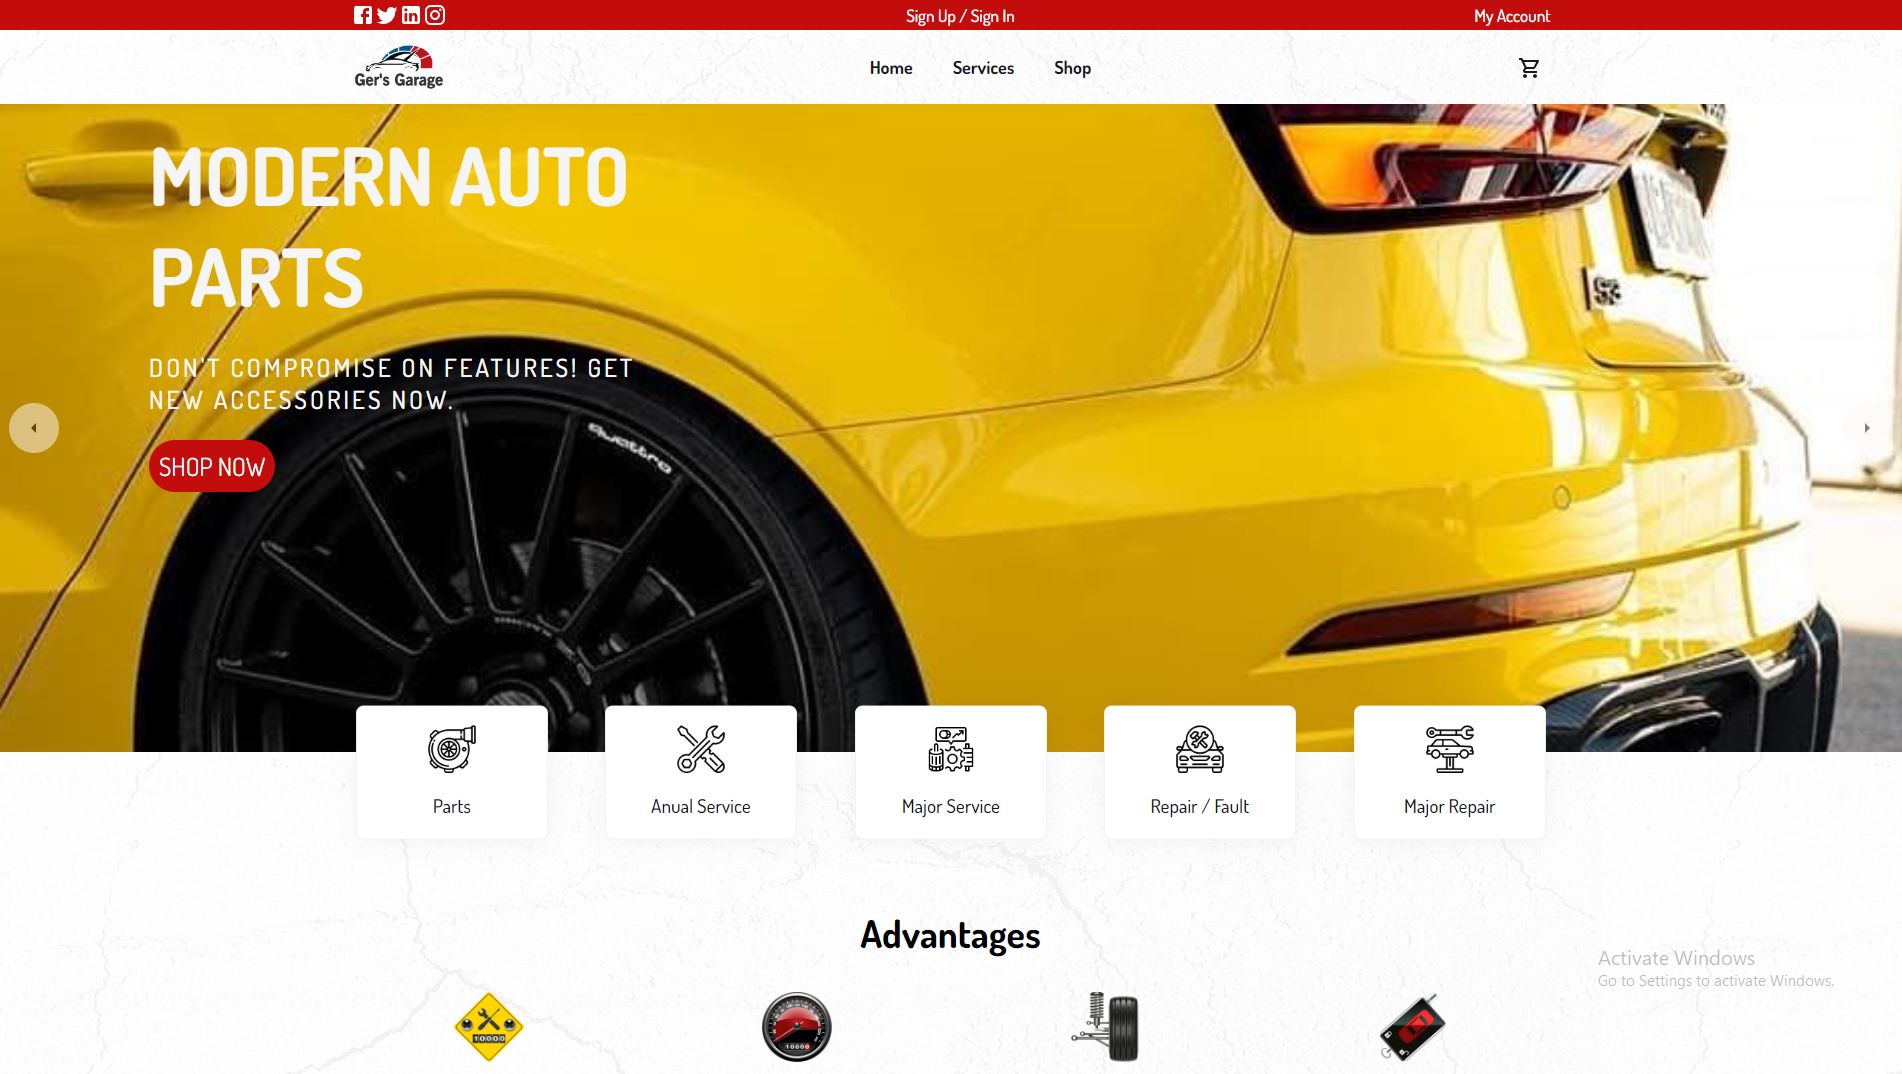 Sign Up / Sign In
My Account
Ger's Garage
Home
Services
Shop
MODERN AUTO
PARTS
DON'T COMPROMISE ON FEATURES! GET
NEW ACCESSORIES NOW.
SHOP NOW
quattro
S3
Parts
Anual Service
Major Service
Repair / Fault
Major Repair
Advantages
10000
10000
Activate Windows
Go to Settings to activate Windows.